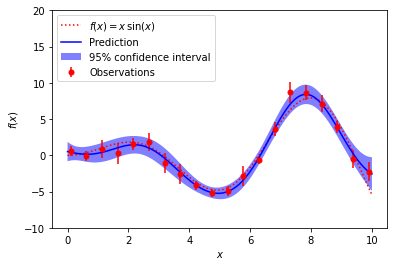 f(x) = x sin(x)
Prediction
95% confidence interval
Observations
20
15
10
5
0
−5
−10
f(x)
0
2
4
6
8
10
x